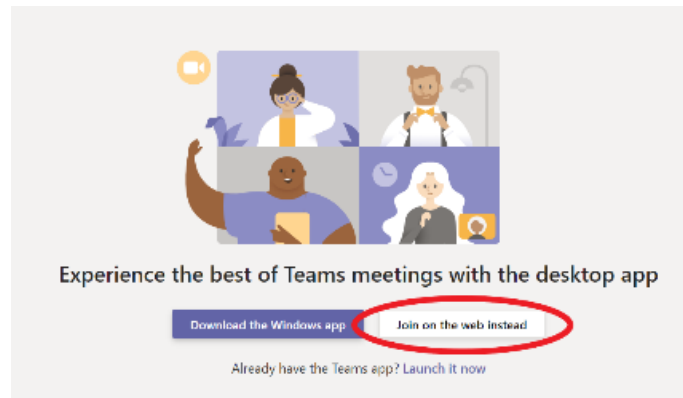 Experience the best of Teams meetings with the desktop app
Download the Windows app
Join on the web instead
Already have the Teams app? Launch it now